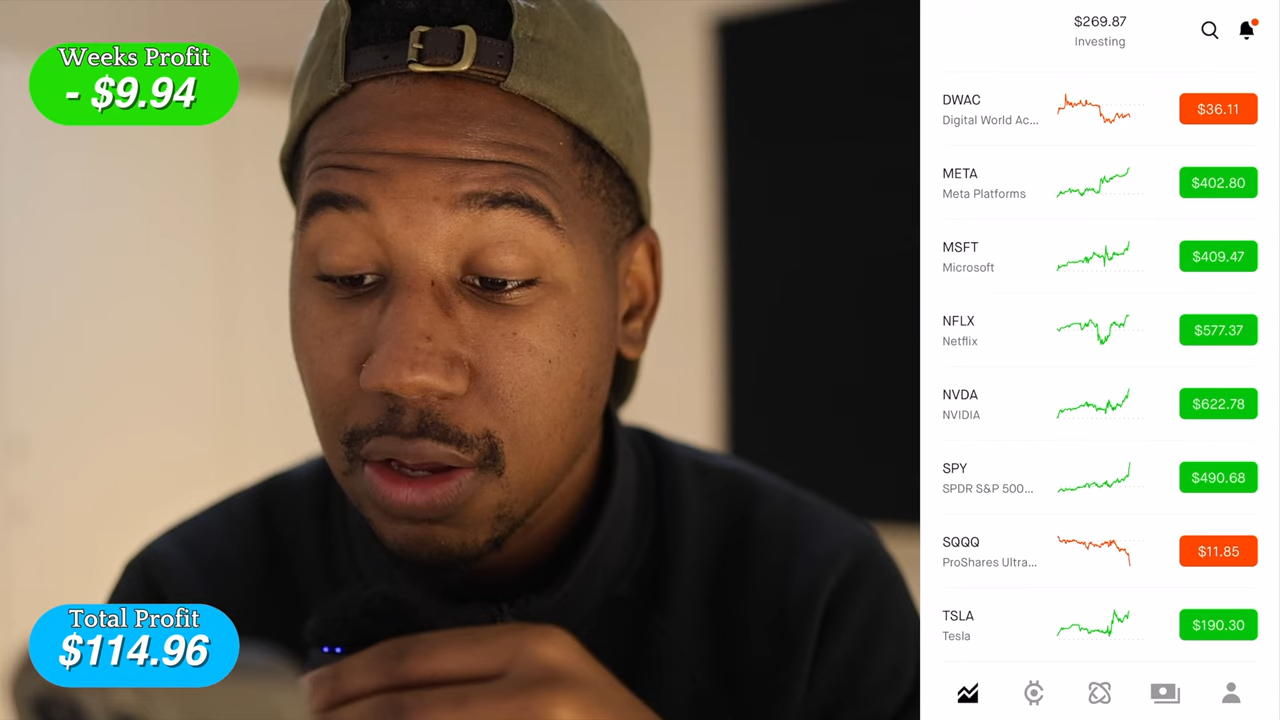 Weeks Profit
- $9.94
Total Profit
$114.96
$269.87
Investing
DWAC
Digital World Ac...
$36.11
META
Meta Platforms
$402.80
MSFT
Microsoft
$409.47
NFLX
Netflix
$577.37
NVDA
NVIDIA
$622.78
SPY
SPDR S&P 500...
$490.68
SQQQ
ProShares Ultra...
$11.85
TSLA
Tesla
$190.30